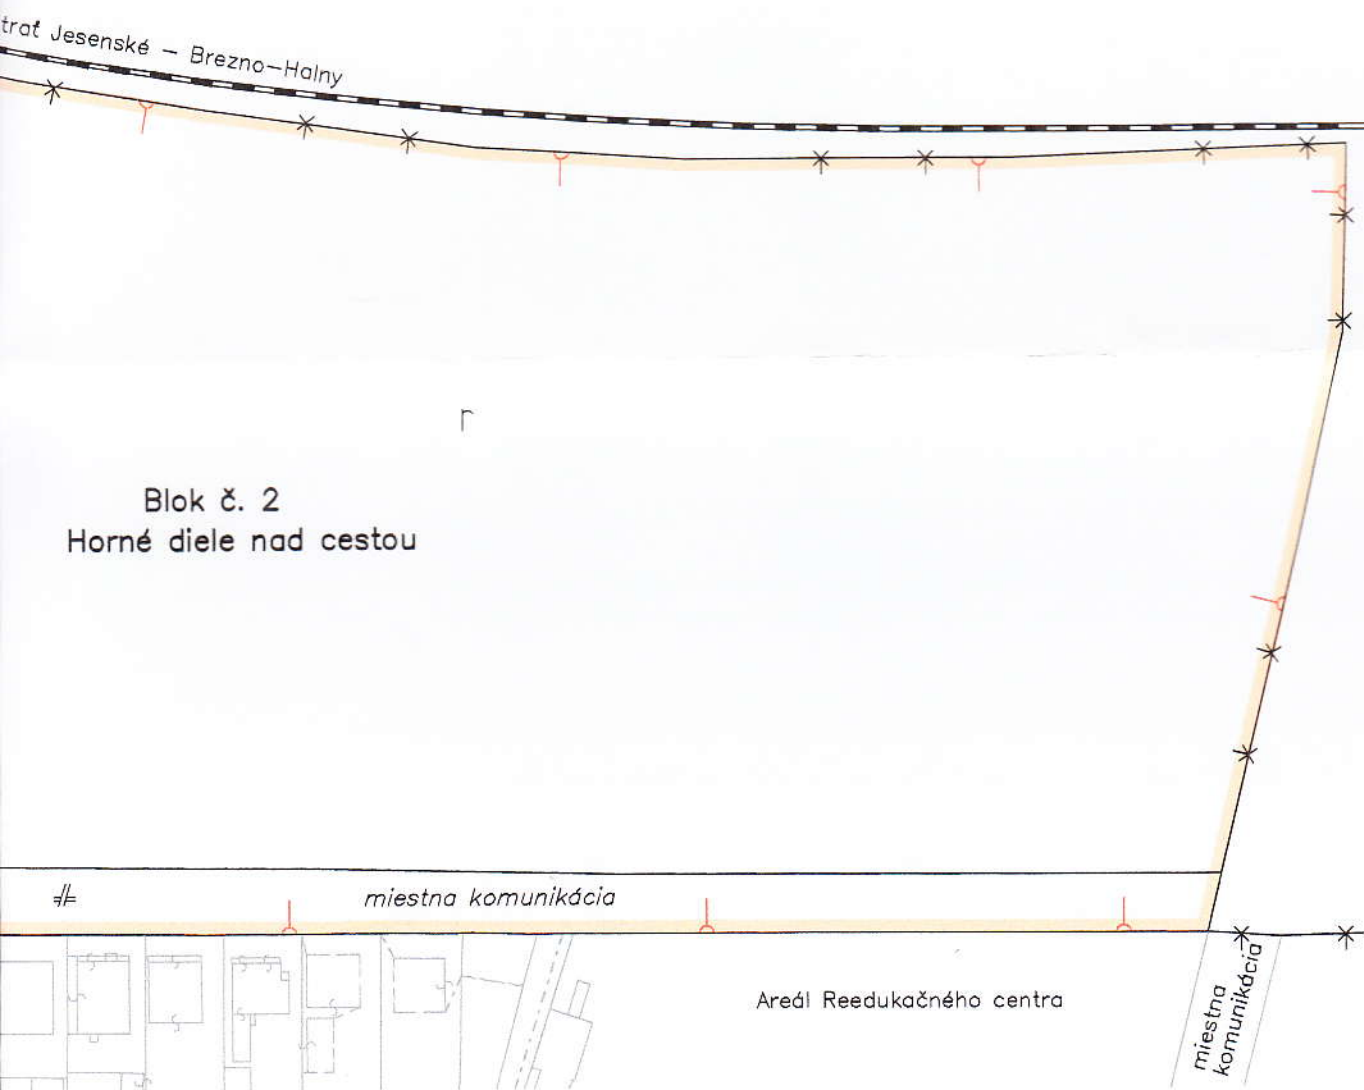 trať Jesenské – Brezno–Halny
Blok č. 2
Horné diele nad cestou
miestna komunikácia
Areál Reedukačného centra
miestna
komunikácia